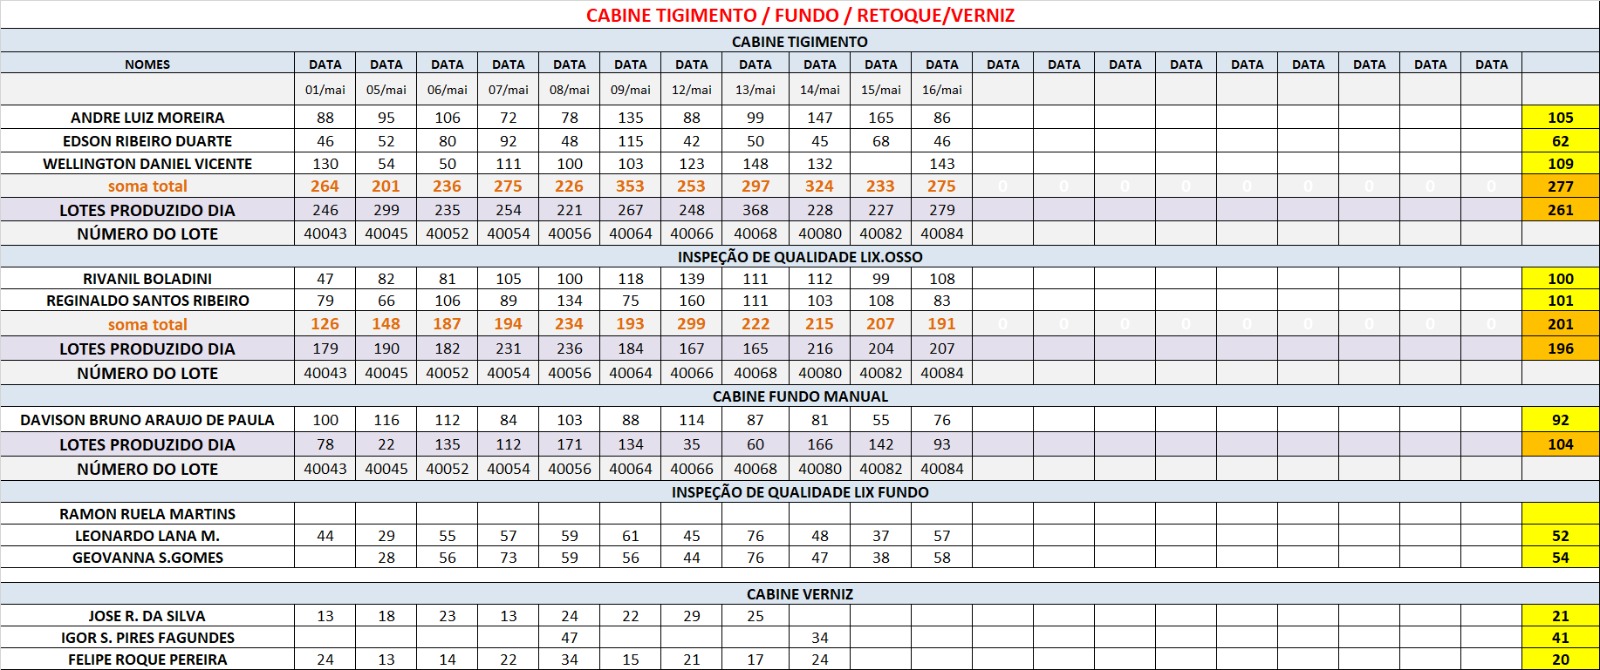 CABINE TIGIMENTO / FUNDO / RETOQUE/VERNIZ
CABINE TIGIMENTO
NOMES DATA DATA DATA DATA DATA DATA DATA DATA DATA DATA DATA DATA DATA DATA DATA DATA DATA DATA DATA DATA
01/mai 05/mai 06/mai 07/mai 08/mai 09/mai 12/mai 13/mai 14/mai 15/mai 16/mai
ANDRE LUIZ MOREIRA 88 95 106 72 78 135 88 99 147 165 86 105
EDSON RIBEIRO DUARTE 46 52 80 92 48 115 42 50 45 68 46 62
WELLINGTON DANIEL VICENTE 130 54 50 111 100 103 123 148 132 143 109
soma total 264 201 236 275 226 353 253 297 324 233 275 0 0 0 0 0 0 0 0 0 277
LOTES PRODUZIDO DIA 246 299 235 254 221 267 248 368 228 227 279 261
NÚMERO DO LOTE 40043 40045 40052 40054 40056 40064 40066 40068 40080 40082 40084
INSPEÇÃO DE QUALIDADE LIX.OSSO
RIVANIL BOLADINI 47 82 81 105 100 118 139 111 112 99 108 100
REGINALDO SANTOS RIBEIRO 79 66 106 89 134 75 160 111 103 108 83 101
soma total 126 148 187 194 234 193 299 222 215 207 191 0 0 0 0 0 0 0 0 0 201
LOTES PRODUZIDO DIA 179 190 182 231 236 184 167 165 216 204 207 196
NÚMERO DO LOTE 40043 40045 40052 40054 40056 40064 40066 40068 40080 40082 40084
CABINE FUNDO MANUAL
DAVISON BRUNO ARAUJO DE PAULA 100 116 112 84 103 88 114 87 81 55 76 92
LOTES PRODUZIDO DIA 78 22 135 112 171 134 35 60 166 142 93 104
NÚMERO DO LOTE 40043 40045 40052 40054 40056 40064 40066 40068 40080 40082 40084
INSPEÇÃO DE QUALIDADE LIX FUNDO
RAMON RUELA MARTINS
LEONARDO LANA M. 44 29 55 57 59 61 45 76 48 37 57 52
GEOVANNA S.GOMES 28 56 73 59 56 44 76 47 38 58 54
CABINE VERNIZ
JOSE R. DA SILVA 13 18 23 13 24 22 29 25 21
IGOR S. PIRES FAGUNDES 47 34 41
FELIPE ROQUE PEREIRA 24 13 14 22 34 15 21 17 24 20